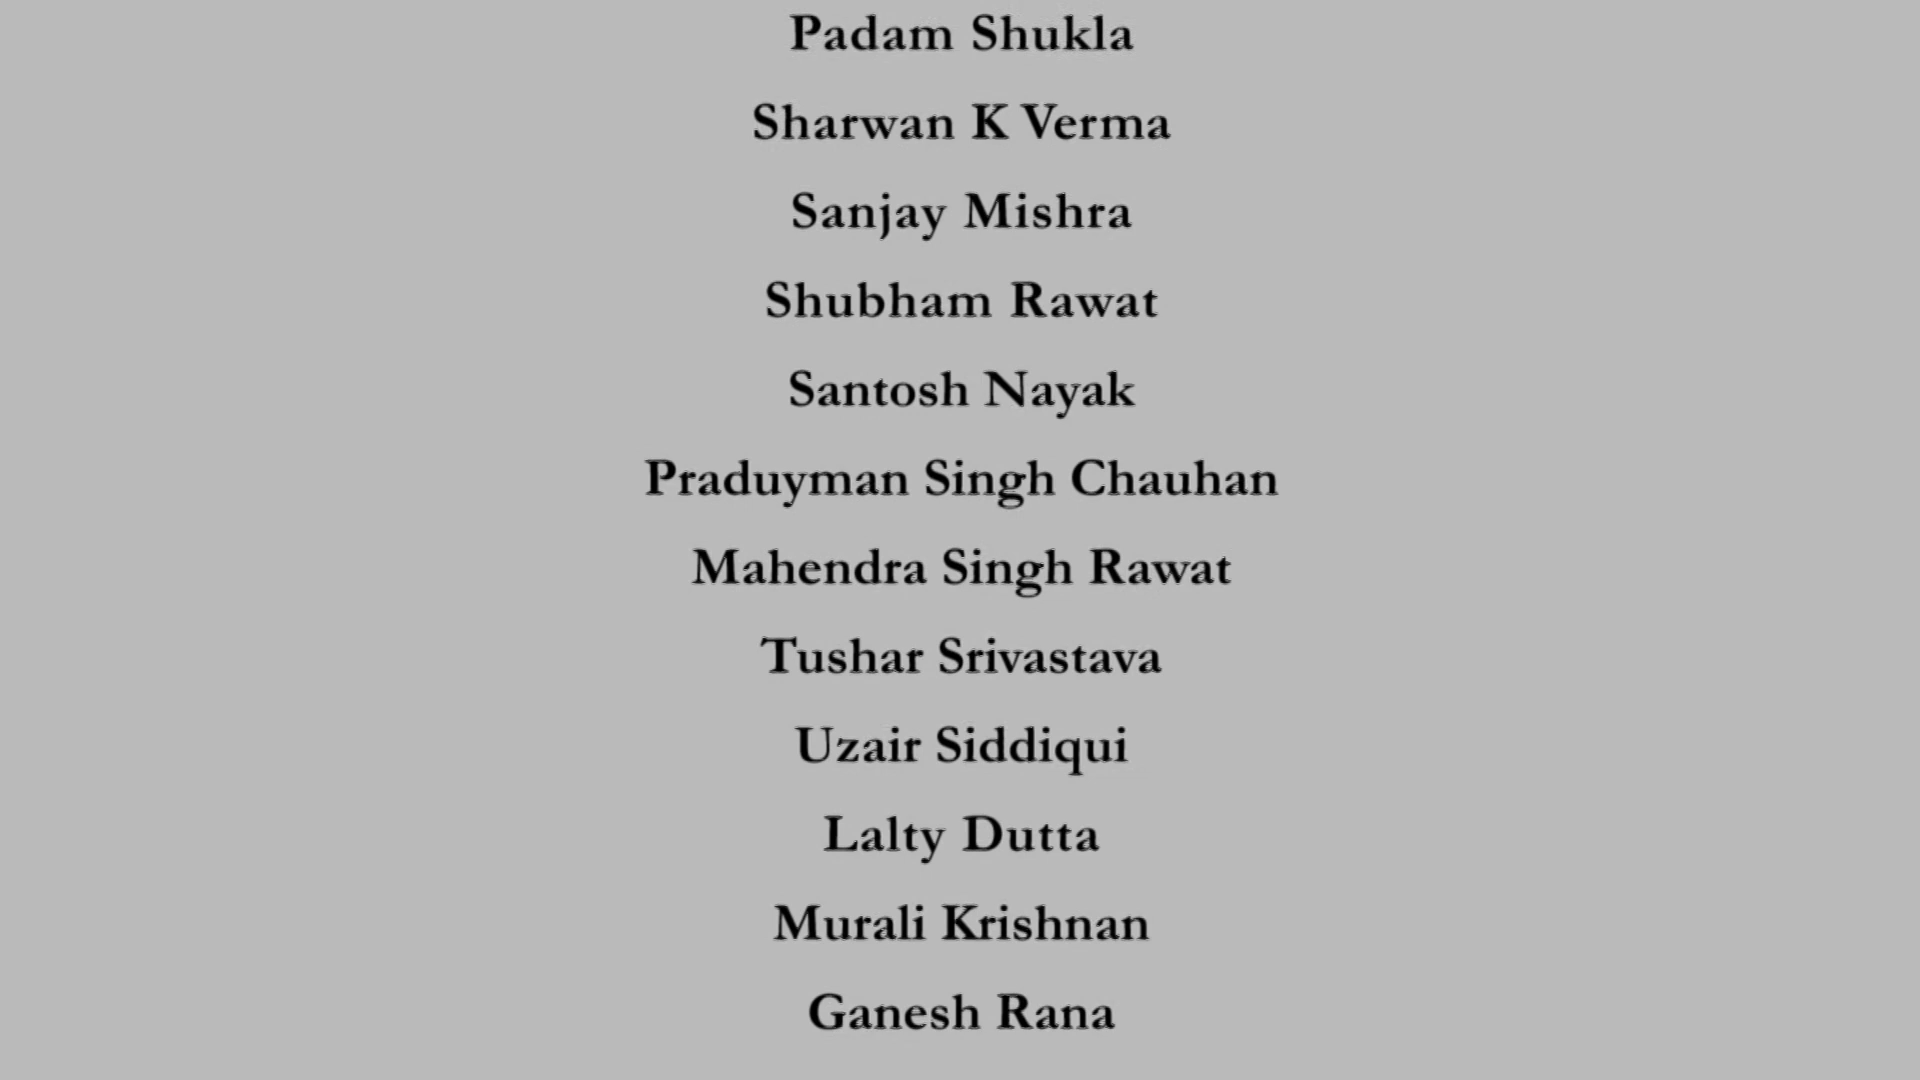 Padam Shukla
Sharwan K Verma
Sanjay Mishra
Shubham Rawat
Santosh Nayak
Praduyman Singh Chauhan
Mahendra Singh Rawat
Tushar Srivastava
Uzair Siddiqui
Lalty Dutta
Murali Krishnan
Ganesh Rana